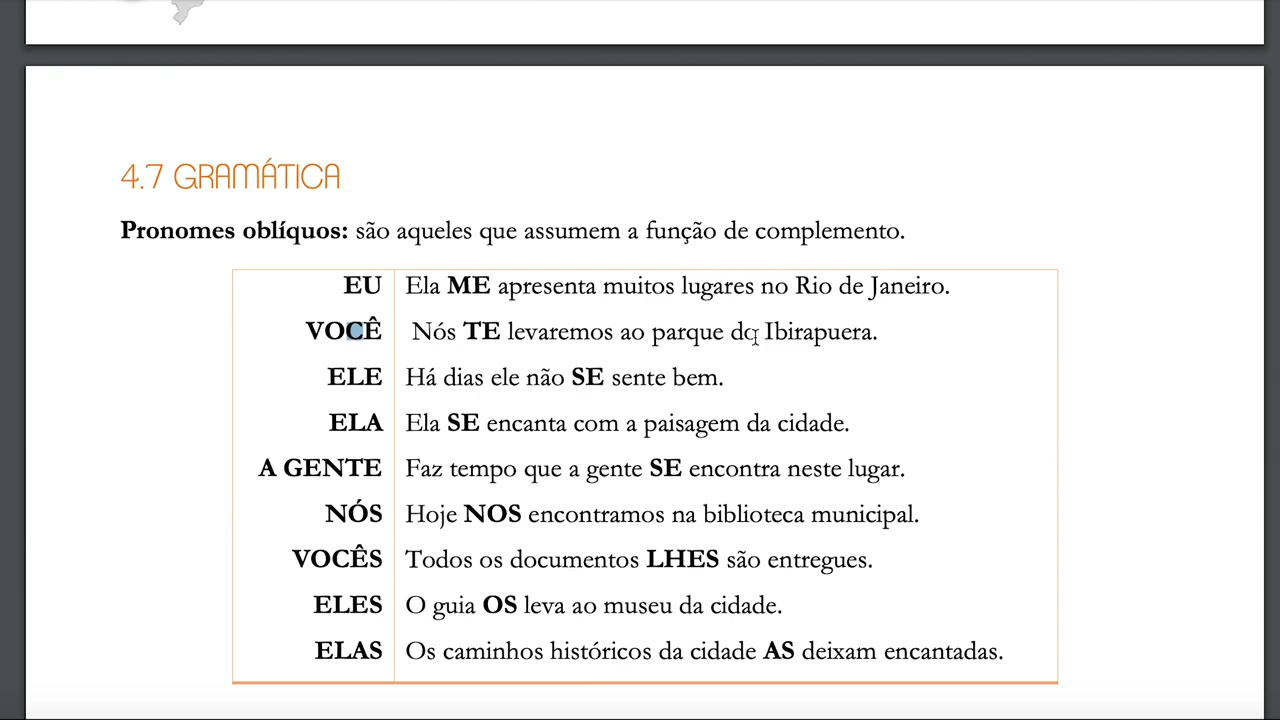 4.7 GRAMÁTICA
Pronomes oblíquos: são aqueles que assumem a função de complemento.
EU Ela ME apresenta muitos lugares no Rio de Janeiro.
VOCÊ Nós TE levaremos ao parque do Ibirapuera.
ELE Há dias ele não SE sente bem.
ELA Ela SE encanta com a paisagem da cidade.
A GENTE Faz tempo que a gente SE encontra neste lugar.
NÓS Hoje NOS encontramos na biblioteca municipal.
VOCÊS Todos os documentos LHES são entregues.
ELES O guia OS leva ao museu da cidade.
ELAS Os caminhos históricos da cidade AS deixam encantadas.